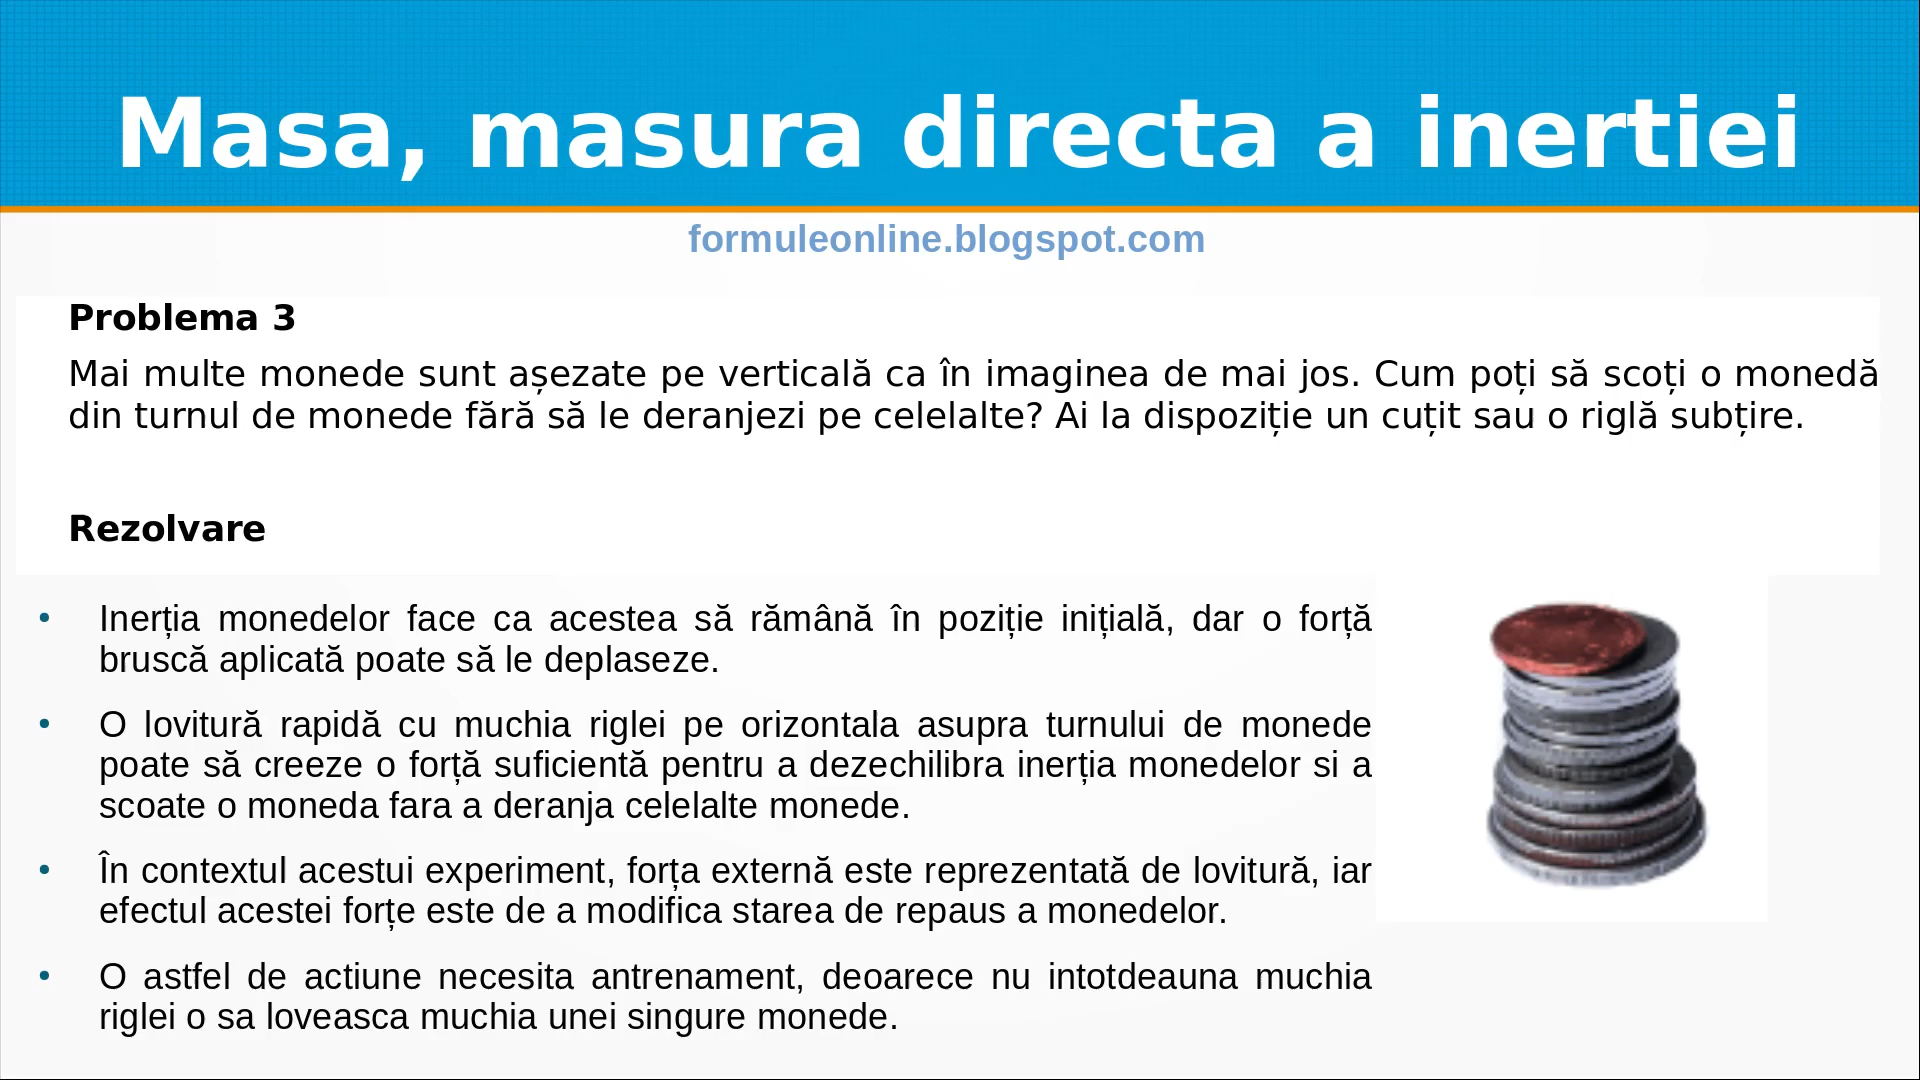 Masa, masura directa a inertiei
formuleonline.blogspot.com
Problema 3
Mai multe monede sunt așezate pe verticală ca în imaginea de mai jos. Cum poți să scoți o monedă
din turnul de monede fără să le deranjezi pe celelalte? Ai la dispoziție un cuțit sau o riglă subțire.
Rezolvare
• Inerția monedelor face ca acestea să rămână în poziție inițială, dar o forță
bruscă aplicată poate să le deplaseze.
• O lovitură rapidă cu muchia riglei pe orizontala asupra turnului de monede
poate să creeze o forță suficientă pentru a dezechilibra inerția monedelor si a
scoate o moneda fara a deranja celelalte monede.
• În contextul acestui experiment, forța externă este reprezentată de lovitură, iar
efectul acestei forțe este de a modifica starea de repaus a monedelor.
• O astfel de actiune necesita antrenament, deoarece nu intotdeauna muchia
riglei o sa loveasca muchia unei singure monede.